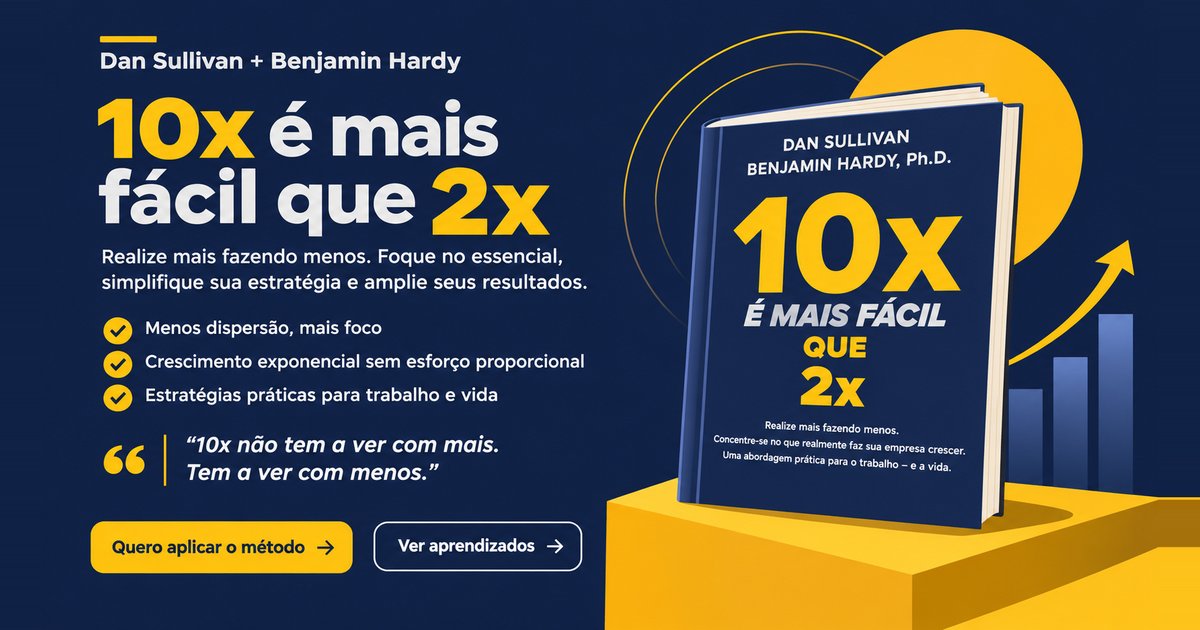 Dan Sullivan + Benjamin Hardy
10x é mais
fácil que 2x
Realize mais fazendo menos. Foque no essencial,
simplifique sua estratégia e amplie seus resultados.
Menos dispersão, mais foco
Crescimento exponencial sem esforço proporcional
Estratégias práticas para trabalho e vida
“10x não tem a ver com mais.
Tem a ver com menos.”
Quero aplicar o método →
Ver aprendizados →
DAN SULLIVAN
BENJAMIN HARDY, Ph.D.
10x
É MAIS FÁCIL
QUE
2x
Realize mais fazendo menos.
Concentre-se no que realmente faz sua empresa crescer.
Uma abordagem prática para o trabalho – e a vida.